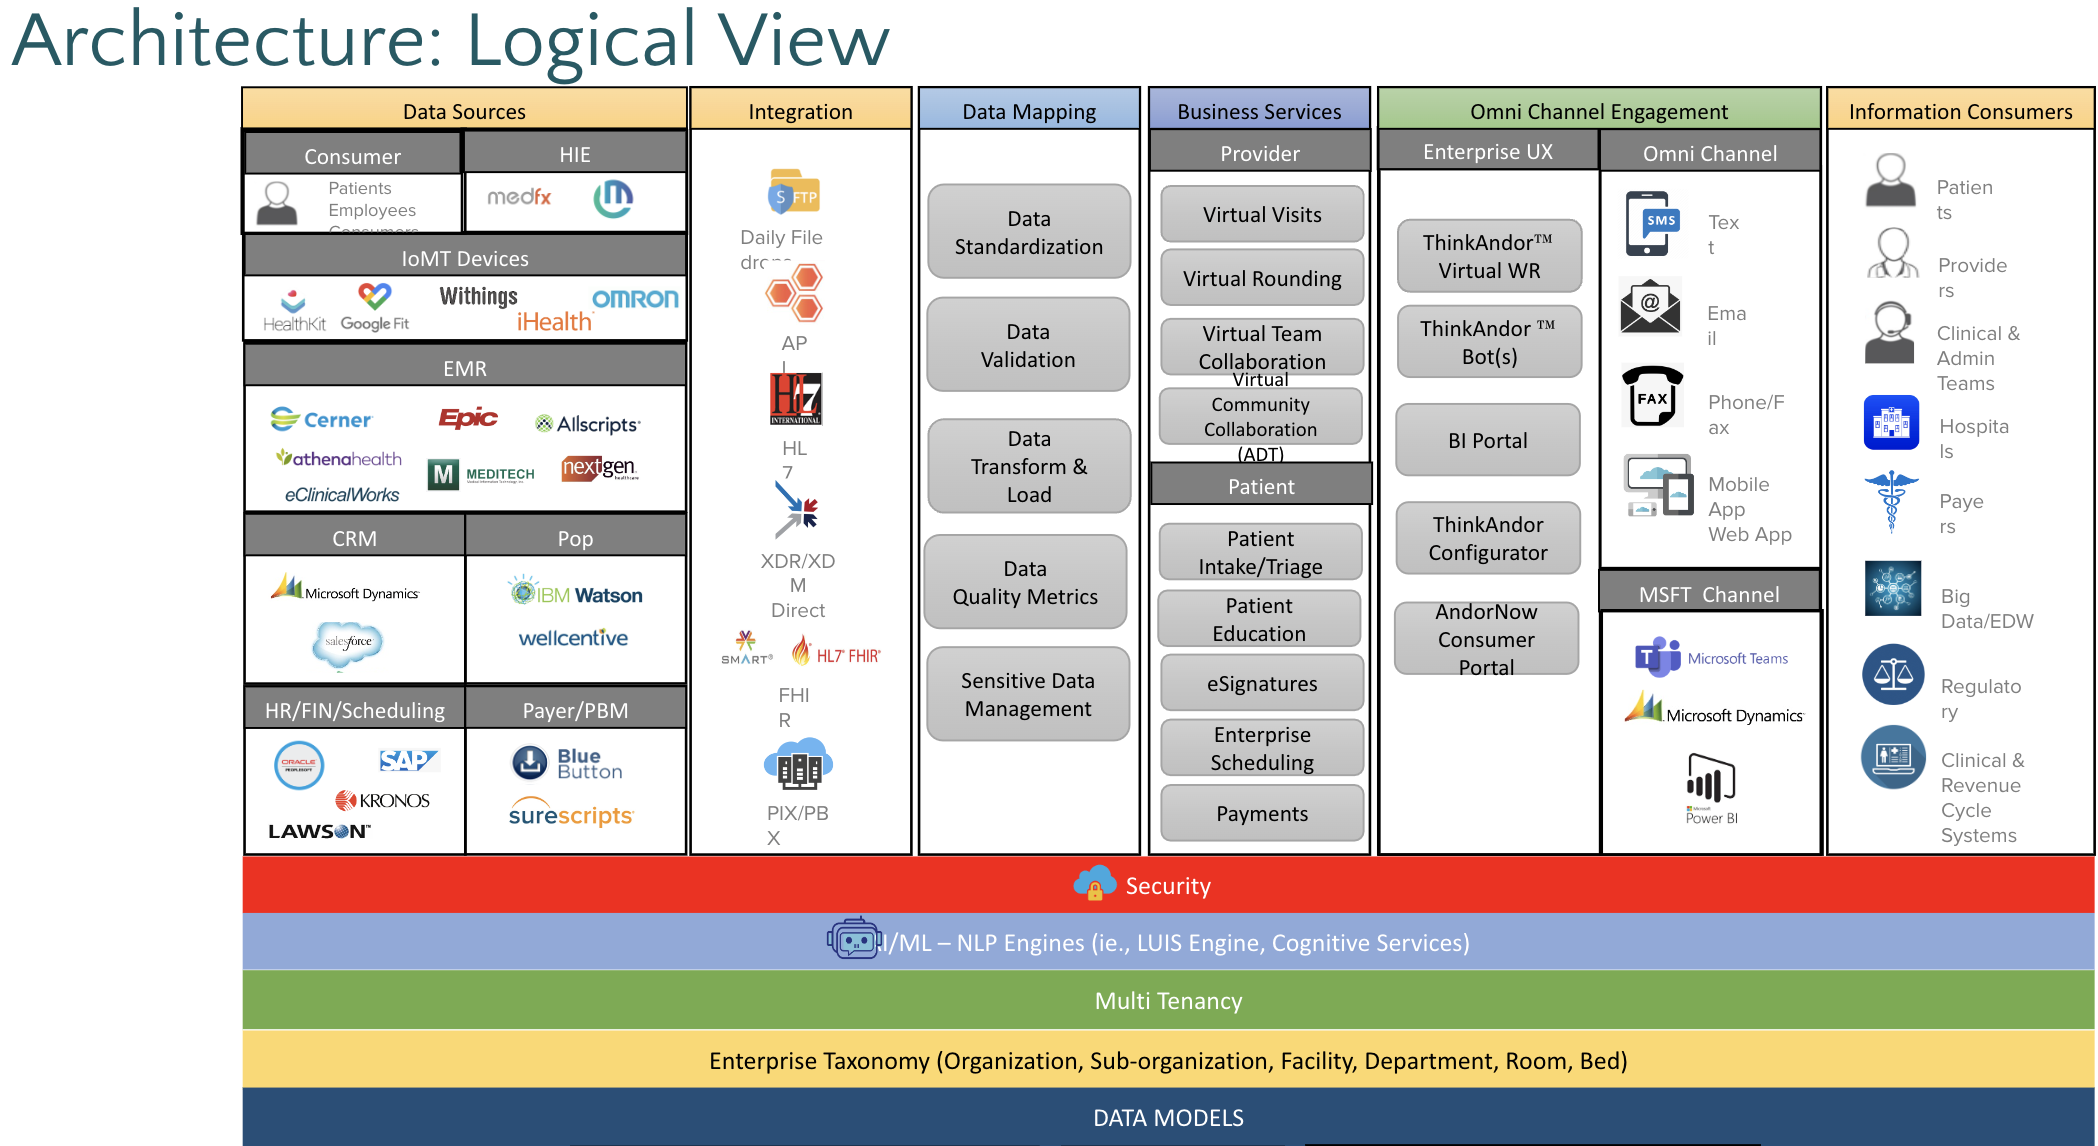 Architecture: Logical View
Data Sources
Consumer
Patients
Employees
Consumers
HIE
medfx
IoMT Devices
HealthKit
Google Fit
Withings
iHealth
OMRON
EMR
Cerner
Epic
Allscripts
athenahealth
M
MEDITECH
nextgen
healthcare
eClinicalWorks
CRM
Microsoft Dynamics
salesforce
Pop
IBM Watson
wellcentive
HR/FIN/Scheduling
ORACLE
PEOPLESOFT
SAP
KRONOS
LAWSON™
Payer/PBM
Blue
Button
surescripts
Integration
S FTP
Daily File
drops
AP
I
HL7
INTERNATIONAL
HL
7
XDR/XD
M
Direct
SMART®
HL7® FHIR®
FHI
R
PIX/PB
X
Data Mapping
Data
Standardization
Data
Validation
Data
Transform &
Load
Data
Quality Metrics
Sensitive Data
Management
Business Services
Provider
Virtual Visits
Virtual Rounding
Virtual Team
Collaboration
Virtual
Community
Collaboration
(ADT)
Patient
Patient
Intake/Triage
Patient
Education
eSignatures
Enterprise
Scheduling
Payments
Omni Channel Engagement
Enterprise UX
ThinkAndor™
Virtual WR
ThinkAndor ™
Bot(s)
BI Portal
ThinkAndor
Configurator
AndorNow
Consumer
Portal
Omni Channel
SMS
Tex
t
@
Ema
il
FAX
Phone/F
ax
Mobile
App
Web App
MSFT Channel
T
Microsoft Teams
Microsoft Dynamics
Microsoft
Power BI
Information Consumers
Patien
ts
Provide
rs
Clinical &
Admin
Teams
Hospita
ls
Paye
rs
Big
Data/EDW
Regulato
ry
Clinical &
Revenue
Cycle
Systems
Security
I/ML – NLP Engines (ie., LUIS Engine, Cognitive Services)
Multi Tenancy
Enterprise Taxonomy (Organization, Sub-organization, Facility, Department, Room, Bed)
DATA MODELS